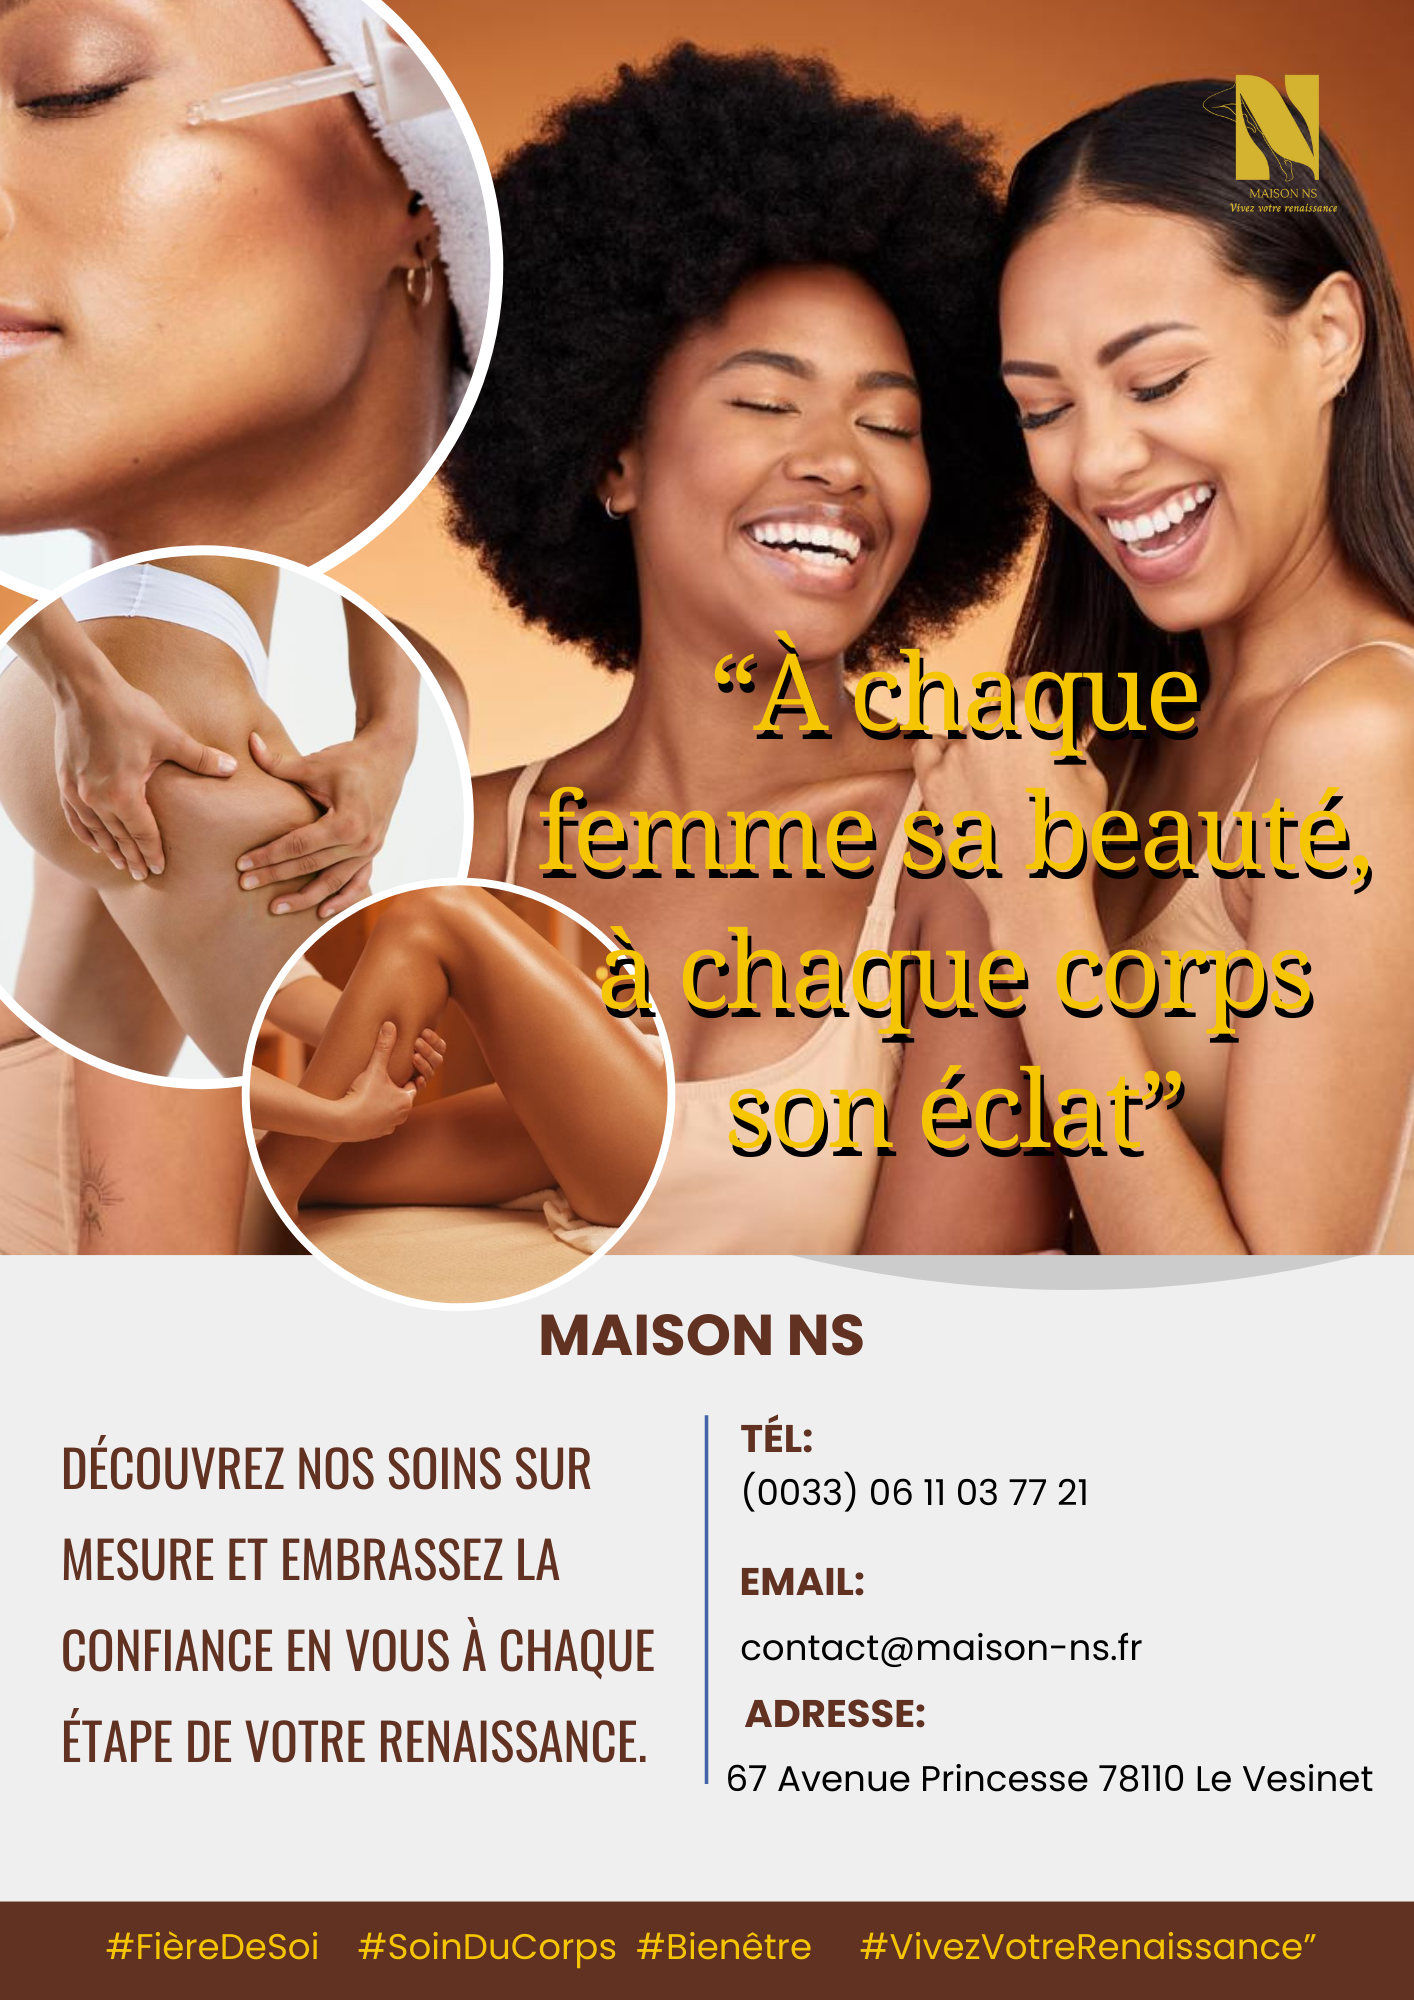 MAISON NS
Vivez votre renaissance
“À chaque
femme sa beauté,
à chaque corps
son éclat”
MAISON NS
DÉCOUVREZ NOS SOINS SUR
MESURE ET EMBRASSEZ LA
CONFIANCE EN VOUS À CHAQUE
ÉTAPE DE VOTRE RENAISSANCE.
TÉL:
(0033) 06 11 03 77 21
EMAIL:
contact@maison-ns.fr
ADRESSE:
67 Avenue Princesse 78110 Le Vesinet
#FièreDeSoi #SoinDuCorps #Bienêtre #VivezVotreRenaissance”